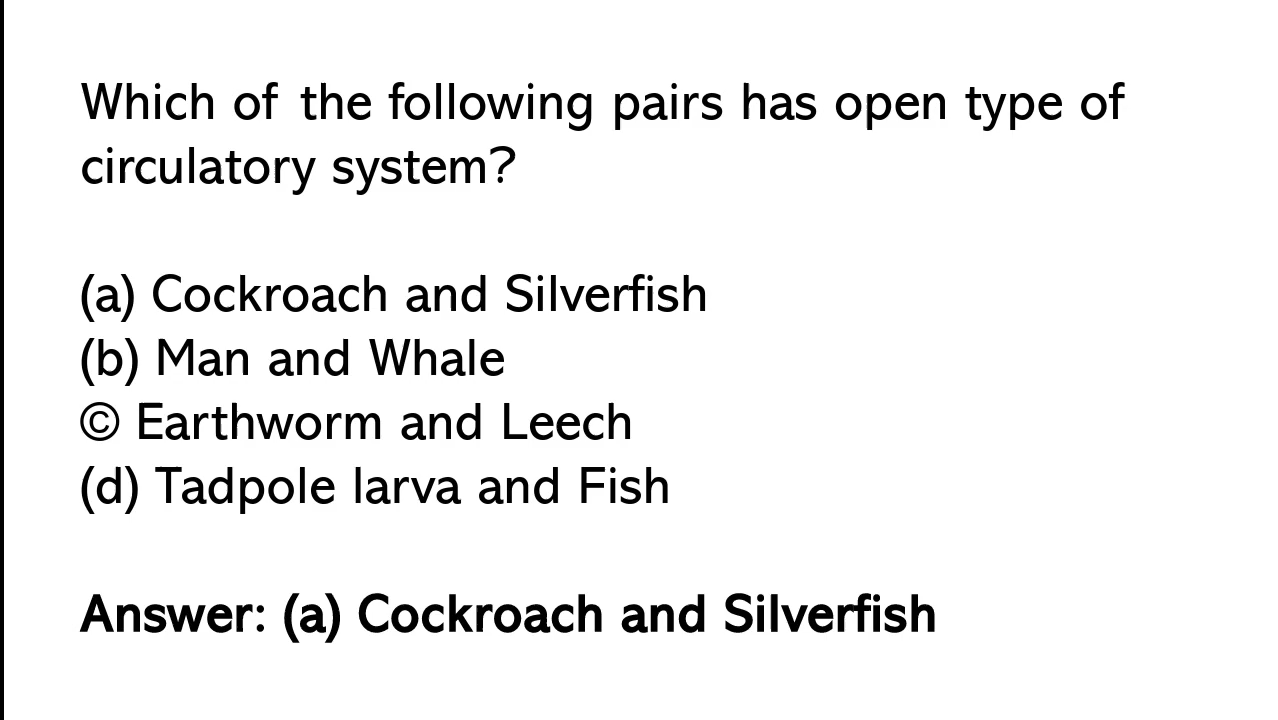 Which of the following pairs has open type of
circulatory system?
(a) Cockroach and Silverfish
(b) Man and Whale
© Earthworm and Leech
(d) Tadpole larva and Fish
Answer: (a) Cockroach and Silverfish